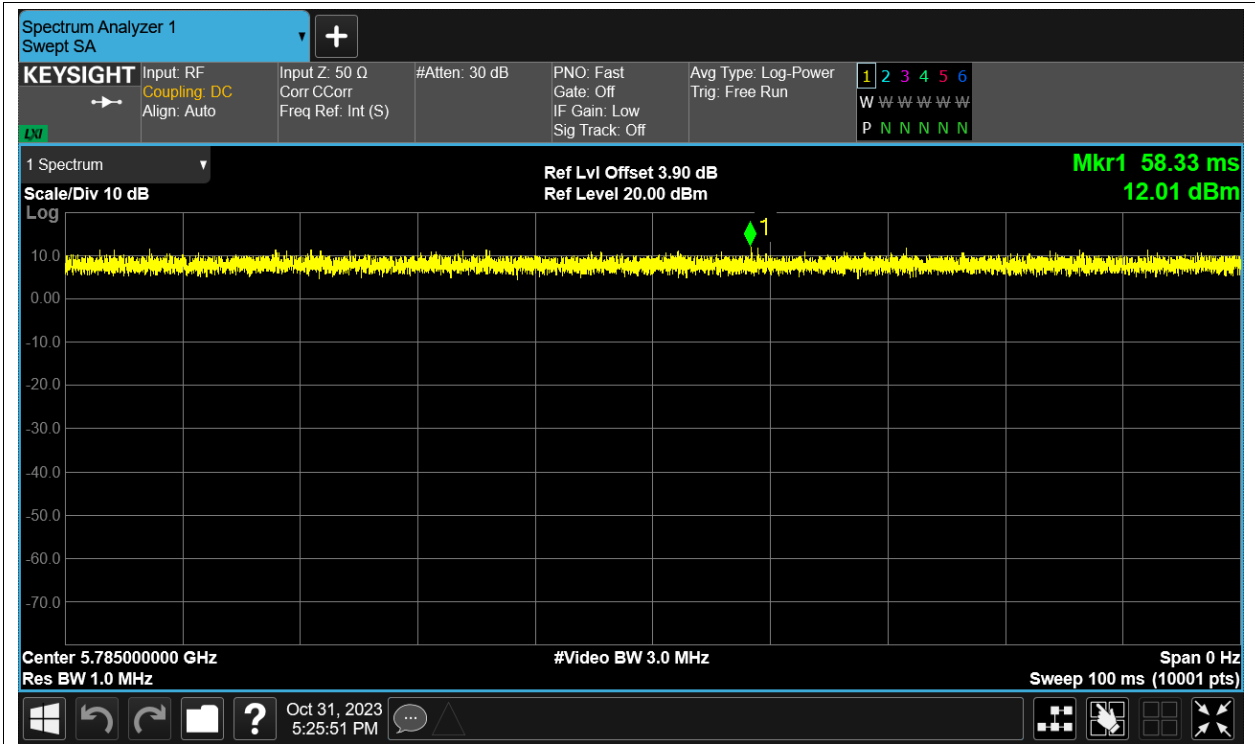 Spectrum Analyzer 1
Swept SA
KEYSIGHT
LXI
Input: RF
Coupling: DC
Align: Auto
Input Z: 50 Ω
Corr CCorr
Freq Ref: Int (S)
#Atten: 30 dB
PNO: Fast
Gate: Off
IF Gain: Low
Sig Track: Off
Avg Type: Log-Power
Trig: Free Run
1 2 3 4 5 6
W W W W W W
P N N N N N
1 Spectrum
Scale/Div 10 dB
Log
Ref Lvl Offset 3.90 dB
Ref Level 20.00 dBm
Mkr1 58.33 ms
12.01 dBm
1
10.0
0.00
-10.0
-20.0
-30.0
-40.0
-50.0
-60.0
-70.0
Center 5.785000000 GHz
Res BW 1.0 MHz
#Video BW 3.0 MHz
Span 0 Hz
Sweep 100 ms (10001 pts)
?
Oct 31, 2023
5:25:51 PM